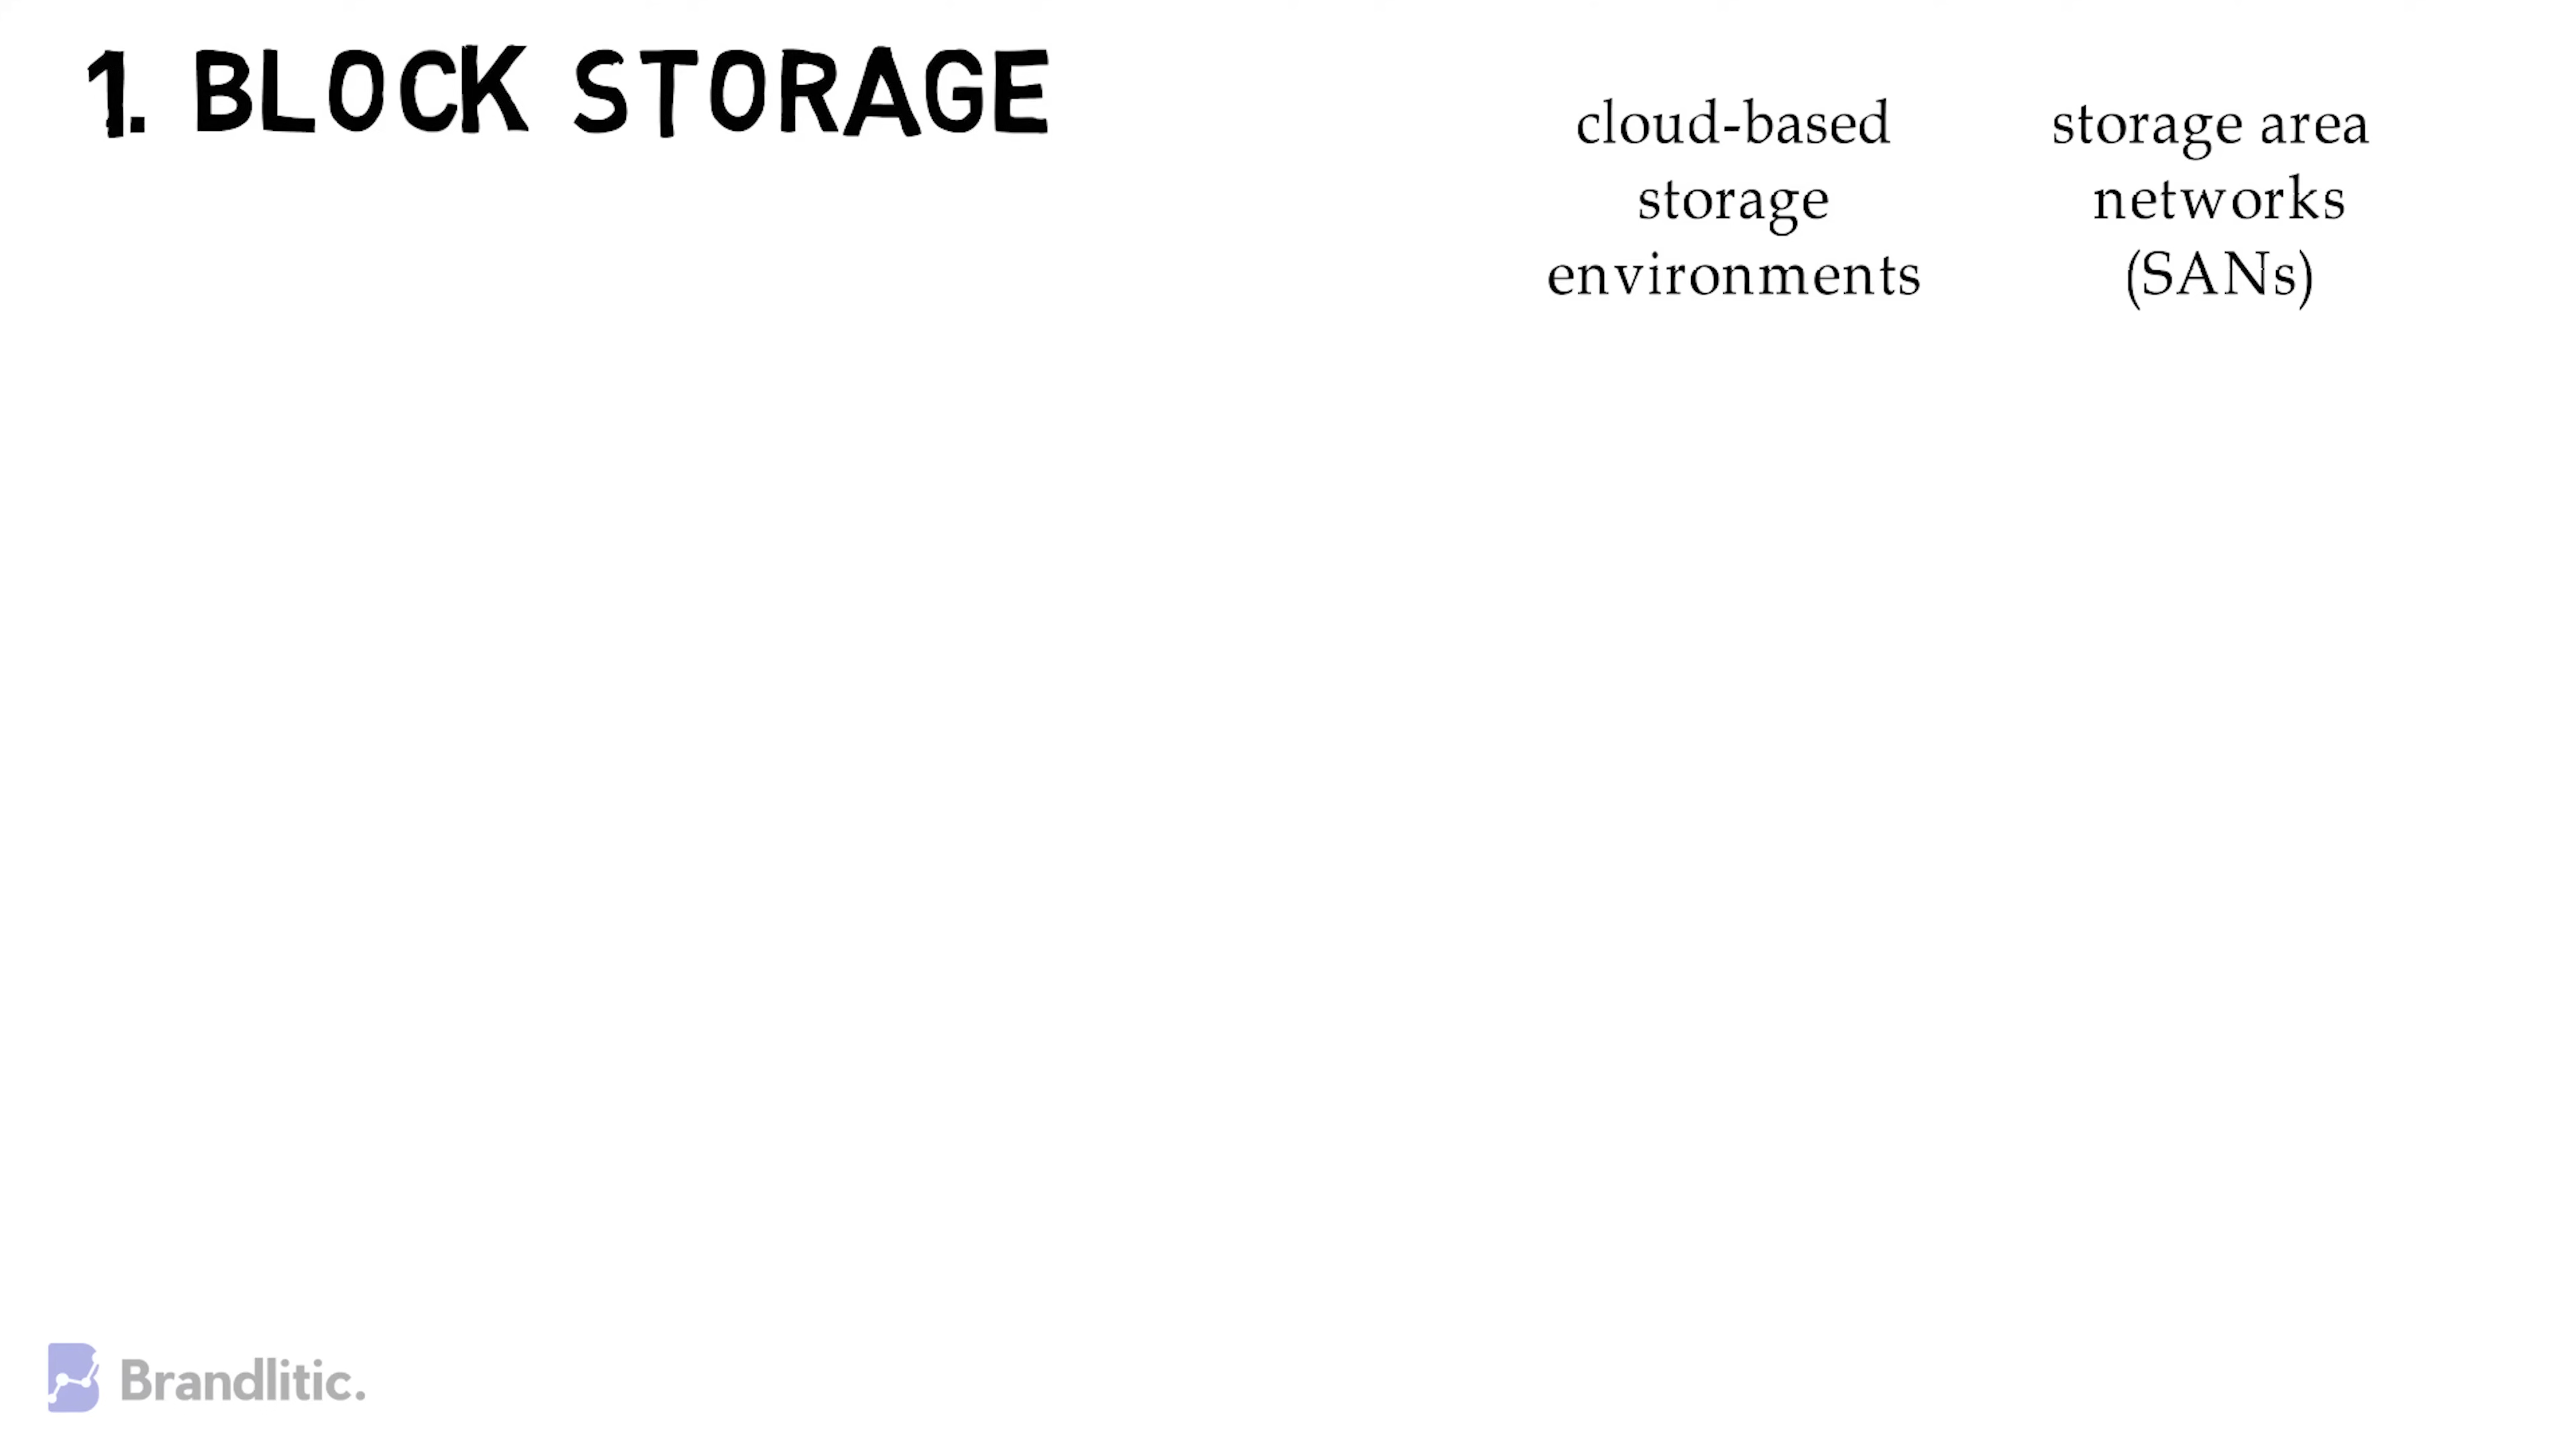 1. BLOCK STORAGE
cloud-based
storage
environments
storage area
networks
(SANs)
Brandlitic.